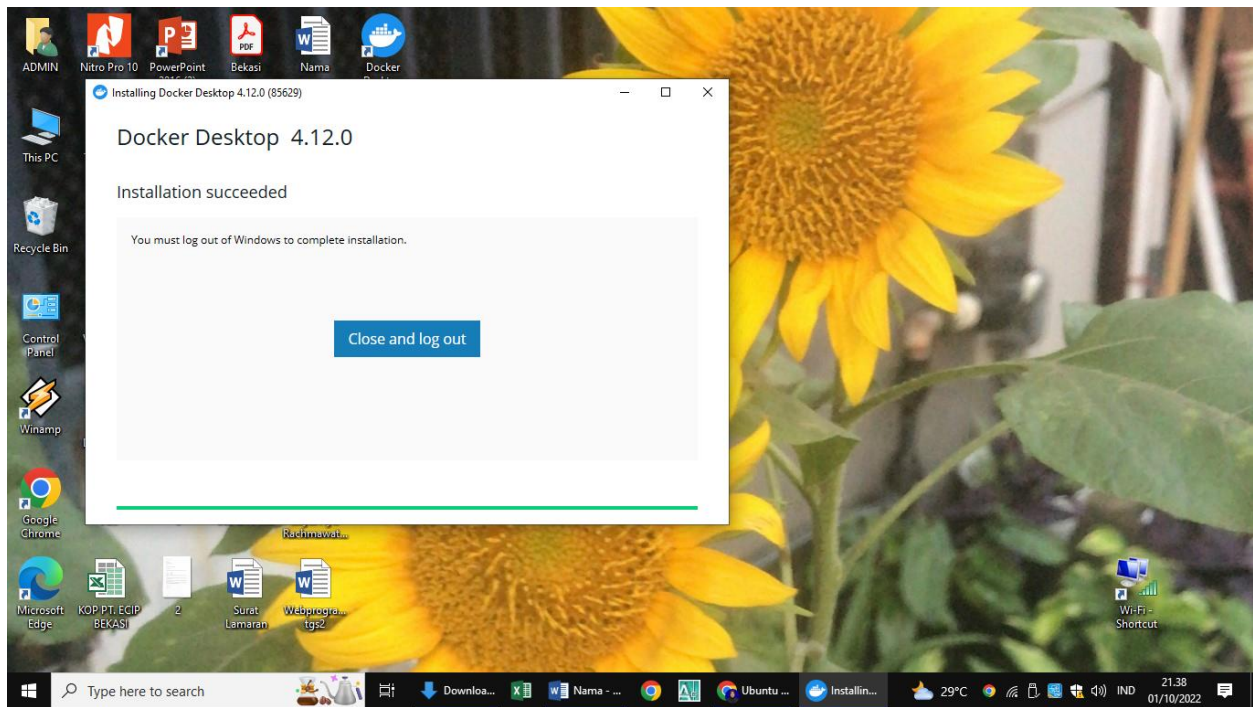 ADMIN
Nitro Pro 10
PowerPoint
Bekasi
Nama
Docker
PDF
Installing Docker Desktop 4.12.0 (85629)
Docker Desktop 4.12.0
Installation succeeded
You must log out of Windows to complete installation.
Close and log out
This PC
Recycle Bin
Control
Panel
Winamp
Google
Chrome
Rachmawat...
Microsoft
Edge
KOP PT. ECIP
BEKASI
2
Surat
Lamaran
Webprogra...
tgs2
Wi-Fi -
Shortcut
Type here to search
Downloa...
Nama - ...
Ubuntu ...
Installin...
29°C
IND
21.38
01/10/2022